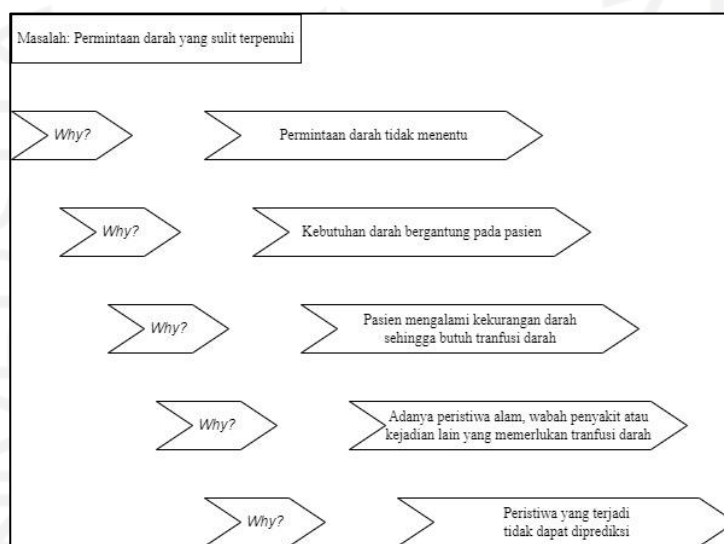 Masalah: Permintaan darah yang sulit terpenuhi
Why?
Permintaan darah tidak menentu
Why?
Kebutuhan darah bergantung pada pasien
Why?
Pasien mengalami kekurangan darah
sehingga butuh tranfusi darah
Why?
Adanya peristiwa alam, wabah penyakit atau
kejadian lain yang memerlukan tranfusi darah
Why?
Peristiwa yang terjadi
tidak dapat diprediksi